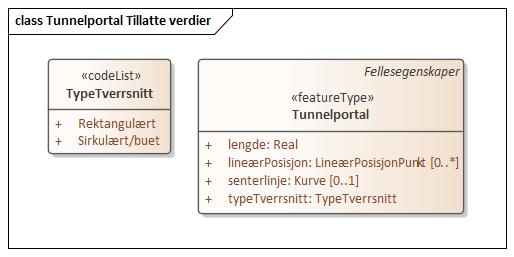 class Tunnelportal Tillatte verdier
«codeList»
TypeTverrsnitt
+ Rektangulært
+ Sirkulært/buet
Fellesegenskaper
«featureType»
Tunnelportal
+ lengde: Real
+ lineærPosisjon: LineærPosisjonPunkt [0..*]
+ senterlinje: Kurve [0..1]
+ typeTverrsnitt: TypeTverrsnitt